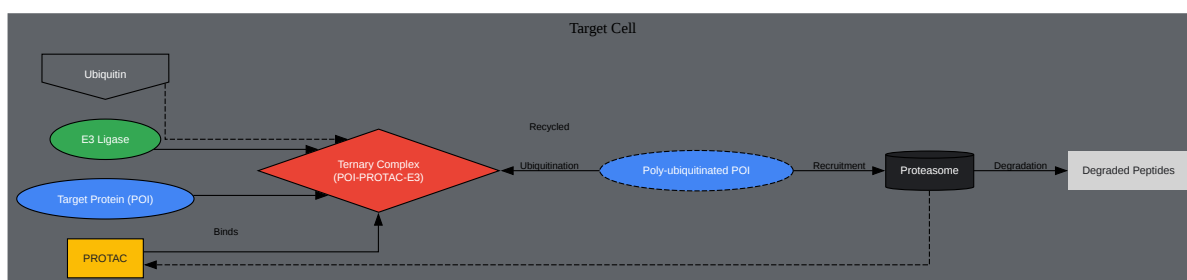 Target Cell
Ubiquitin
E3 Ligase
Target Protein (POI)
PROTAC
Binds
Ternary Complex
(POI-PROTAC-E3)
Recycled
Ubiquitination
Poly-ubiquitinated POI
Recruitment
Proteasome
Degradation
Degraded Peptides